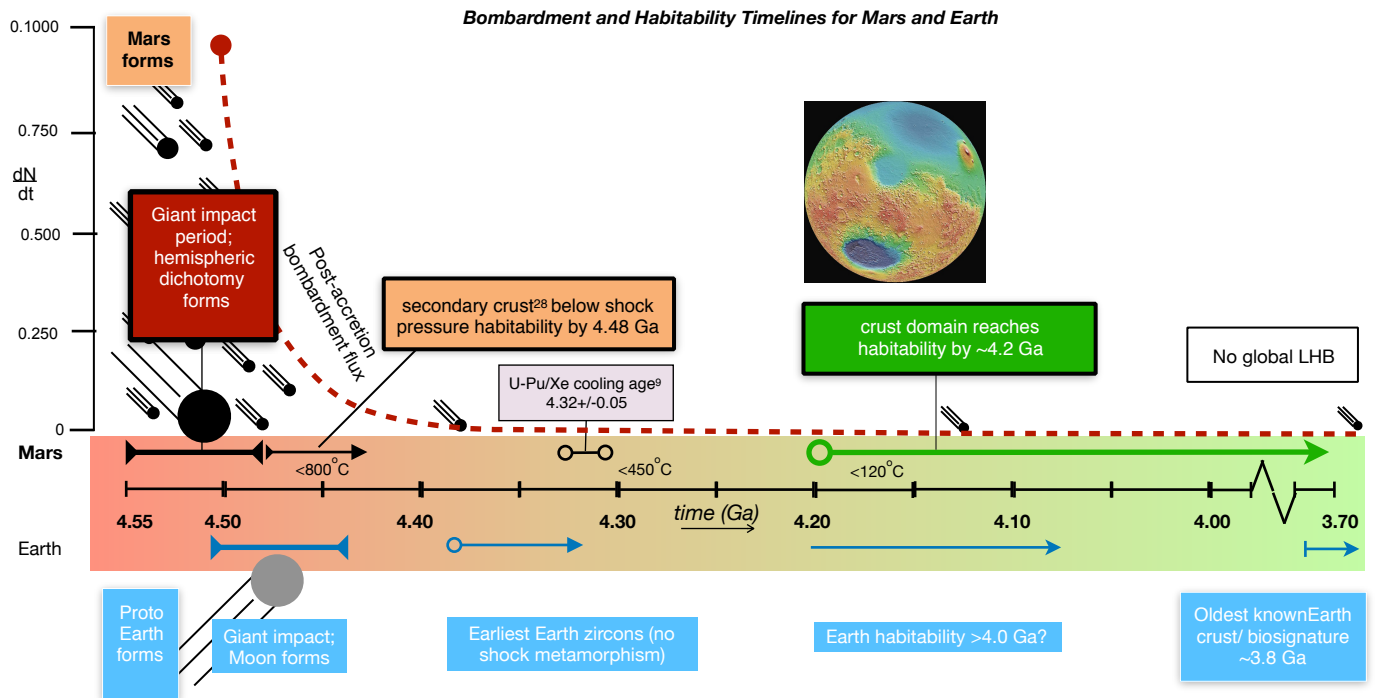 Bombardment and Habitability Timelines for Mars and Earth
0.1000
0.750
dN
dt
0.500
0.250
0
Mars
forms
Giant impact
period;
hemispheric
dichotomy
forms
Post-accretion
bombardment flux
secondary crust²⁸ below shock
pressure habitability by 4.48 Ga
U-Pu/Xe cooling age⁹
4.32+/-0.05
crust domain reaches
habitability by ~4.2 Ga
No global LHB
Mars
<800°C
<450°C
<120°C
4.55
4.50
4.40
4.30
time (Ga)
4.20
4.10
4.00
3.70
Earth
Proto
Earth
forms
Giant impact;
Moon forms
Earliest Earth zircons (no
shock metamorphism)
Earth habitability >4.0 Ga?
Oldest knownEarth
crust/ biosignature
~3.8 Ga